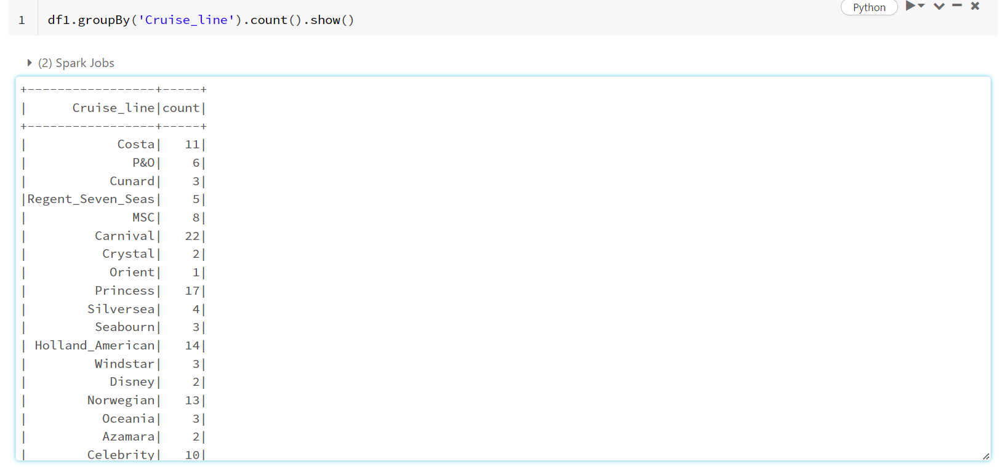 Python
1 df1.groupBy('Cruise_line').count().show()
(2) Spark Jobs
+-----------------+-----+
|      Cruise_line|count|
+-----------------+-----+
|            Costa|   11|
|              P&O|    6|
|           Cunard|    3|
|Regent_Seven_Seas|    5|
|              MSC|    8|
|         Carnival|   22|
|          Crystal|    2|
|           Orient|    1|
|         Princess|   17|
|        Silversea|    4|
|         Seabourn|    3|
| Holland_American|   14|
|         Windstar|    3|
|           Disney|    2|
|        Norwegian|   13|
|          Oceania|    3|
|          Azamara|    2|
|        Celebrity|   10|